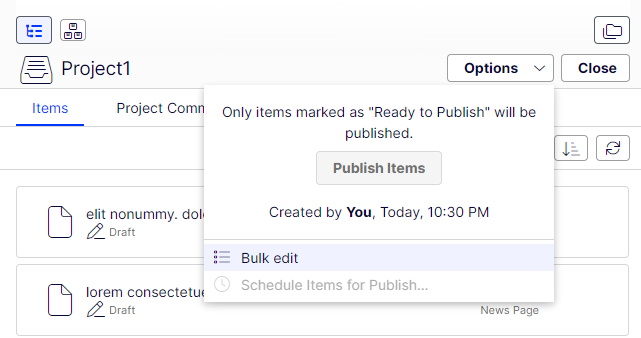 Project1
Options
Close
Items
Project Comm
Only items marked as "Ready to Publish" will be
published.
Publish Items
Created by You, Today, 10:30 PM
elit nonummy. dol
Draft
Bulk edit
Schedule Items for Publish...
lorem consectetue
Draft
News Page